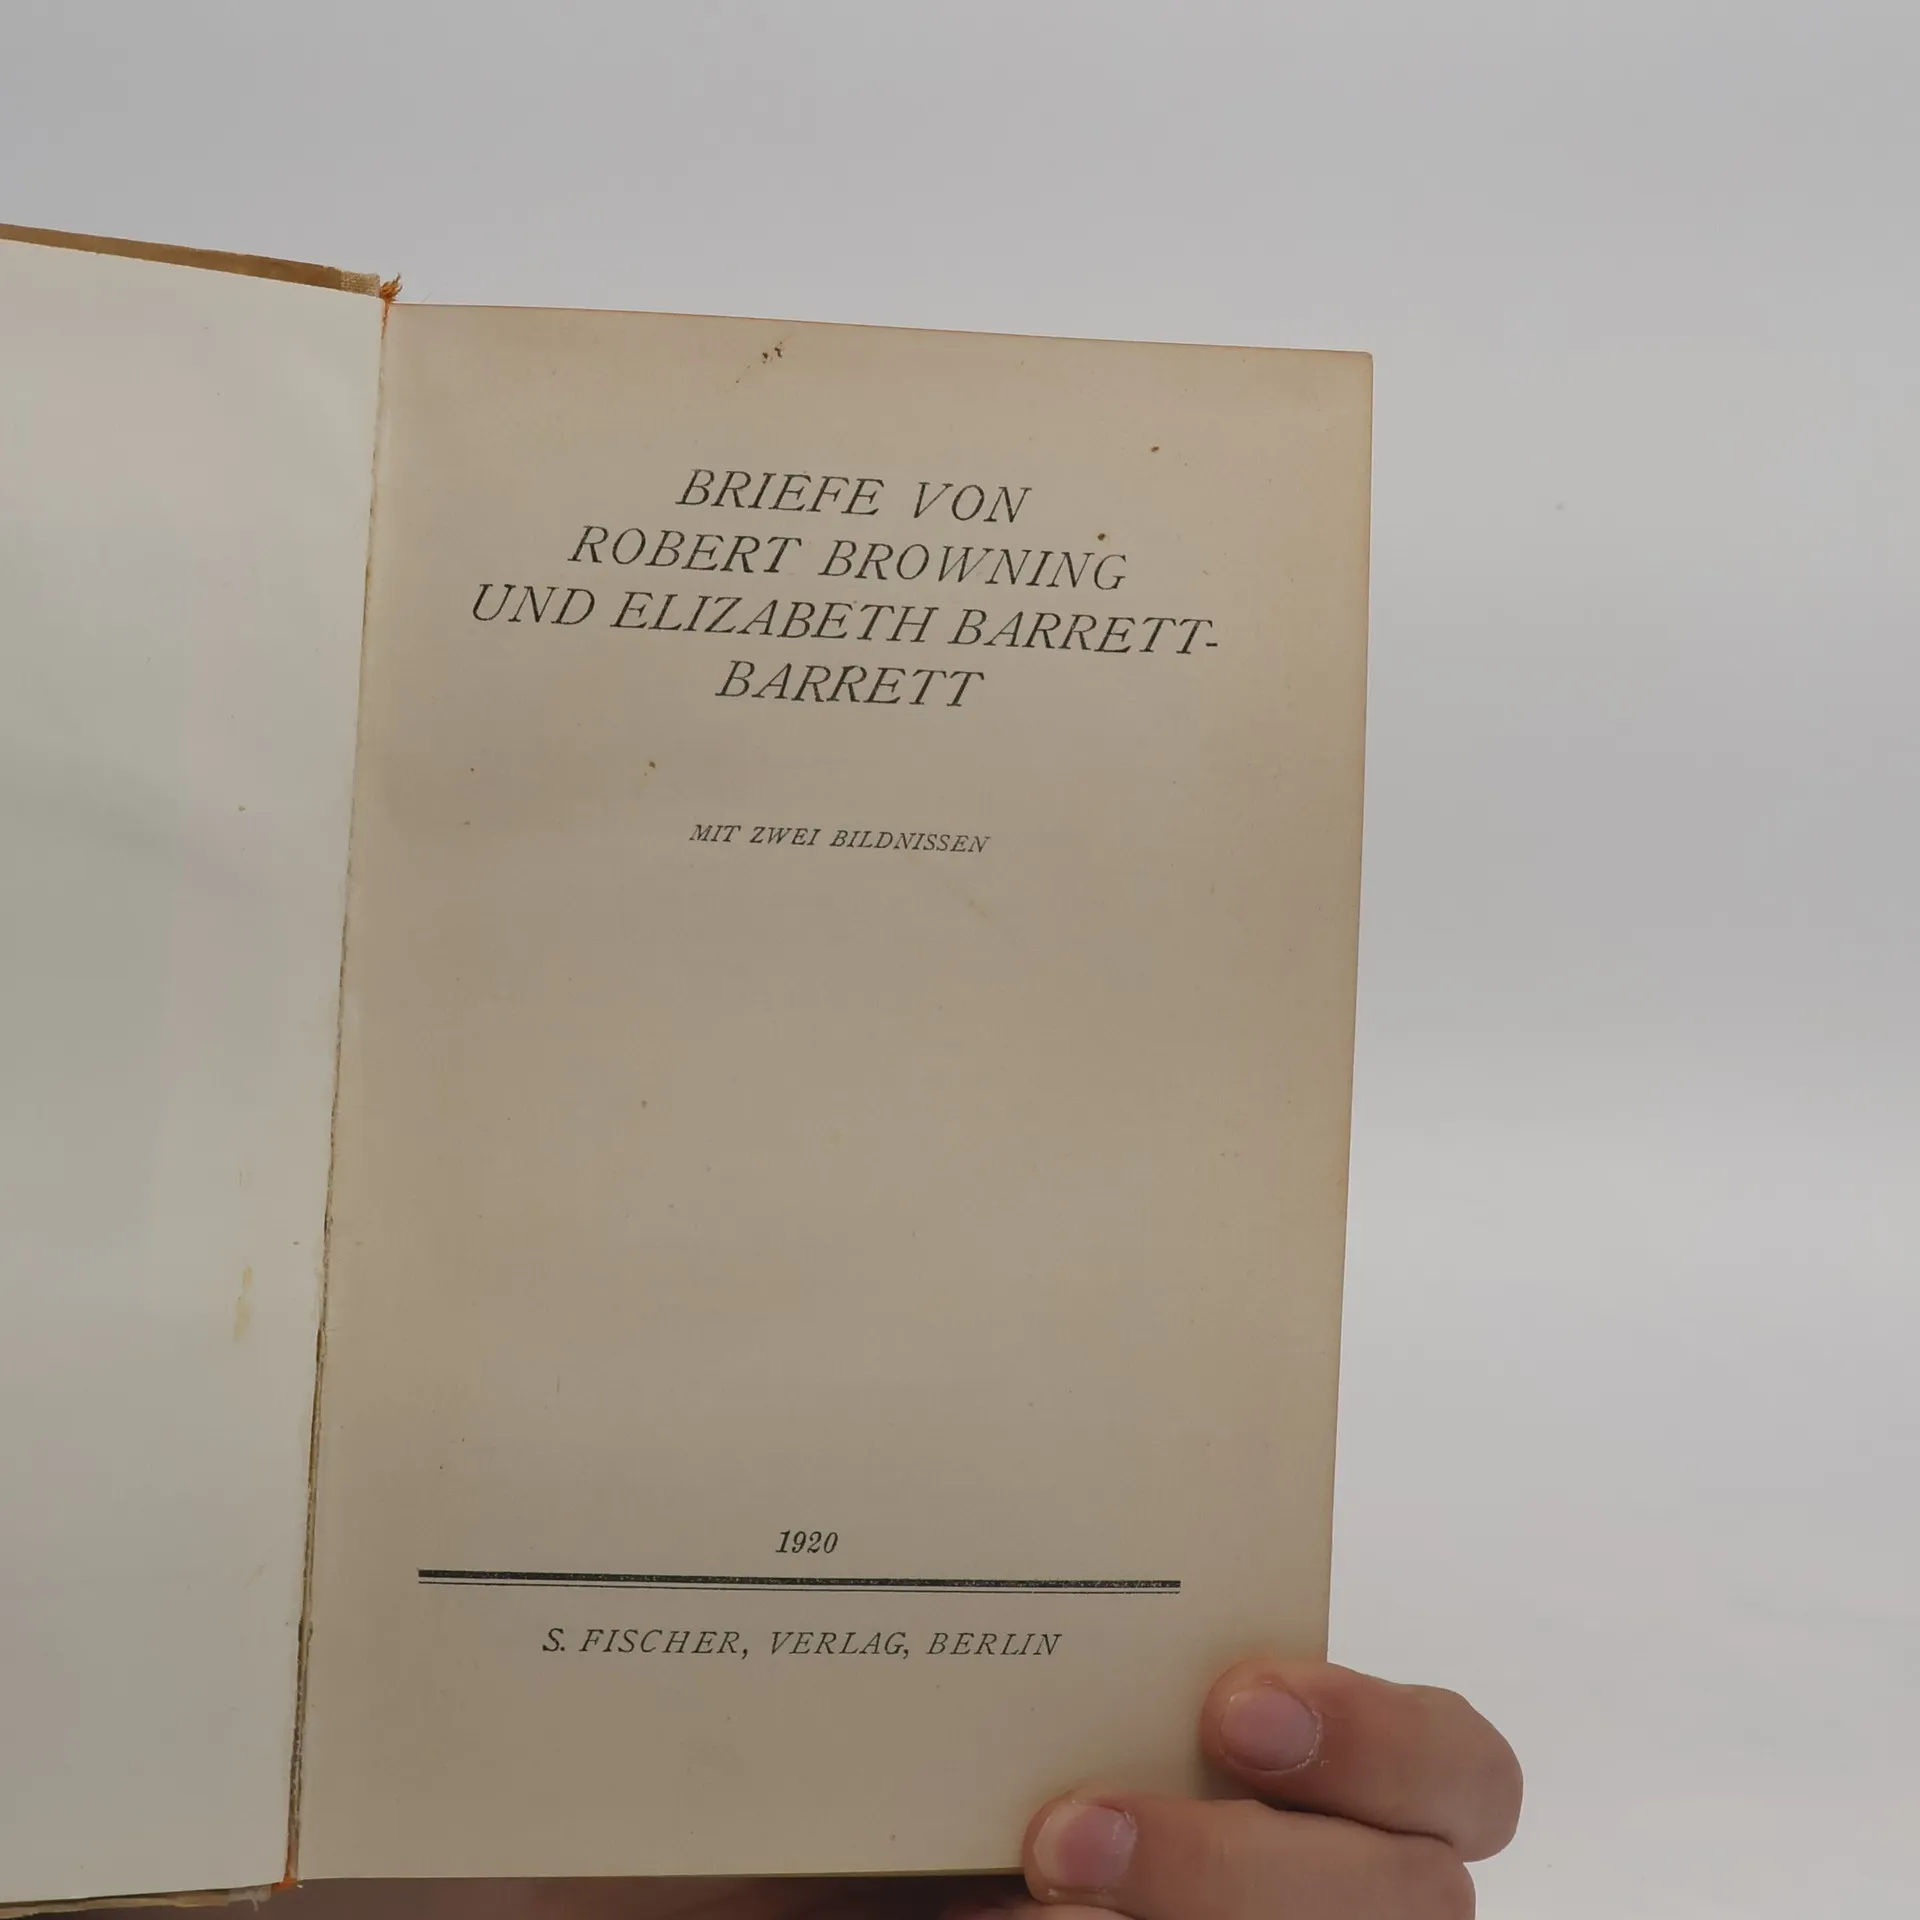 BRIEFE VON
ROBERT BROWNING
UND ELIZABETH BARRETT-
BARRETT
MIT ZWEI BILDNISSEN
1920
S. FISCHER, VERLAG, BERLIN